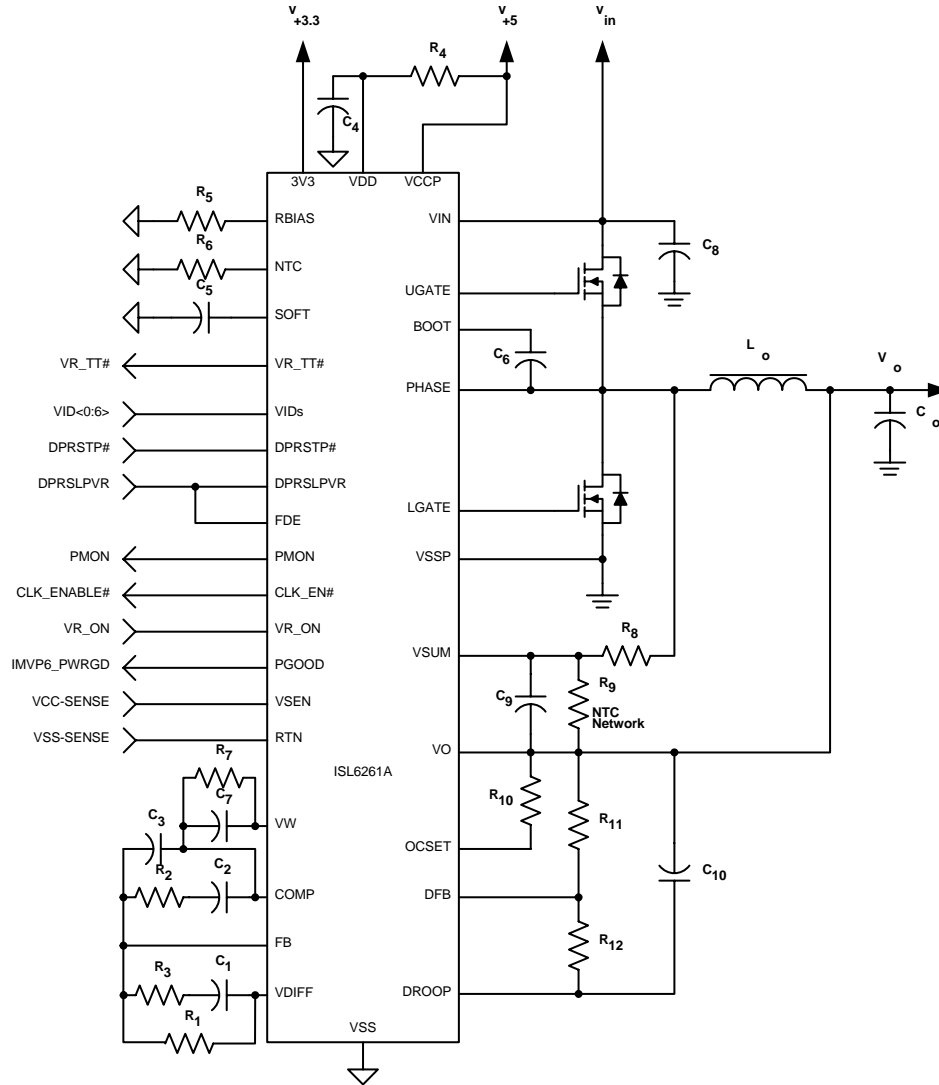 V+3.3
V+5
Vin
R4
C4
3V3 VDD VCCP
R5
RBIAS
VIN
C8
R6
NTC
C5
UGATE
SOFT
BOOT
C6
Lo
Vo
VR_TT# VR_TT#
PHASE
Co
VID<0:6> VIDs
DPRSTP# DPRSTP#
DPRSLPVR DPRSLPVR
LGATE
FDE
PMON PMON
VSSP
CLK_ENABLE# CLK_EN#
VR_ON VR_ON
R8
VSUM
IMVP6_PWRGD PGOOD
R9
C9
VCC-SENSE VSEN
NTC
Network
VSS-SENSE RTN
VO
R7
ISL6261A
C7
R10
R11
VW
C3
OCSET
R2
C2
C10
COMP
DFB
FB
R12
R3
C1
VDIFF
DROOP
R1
VSS